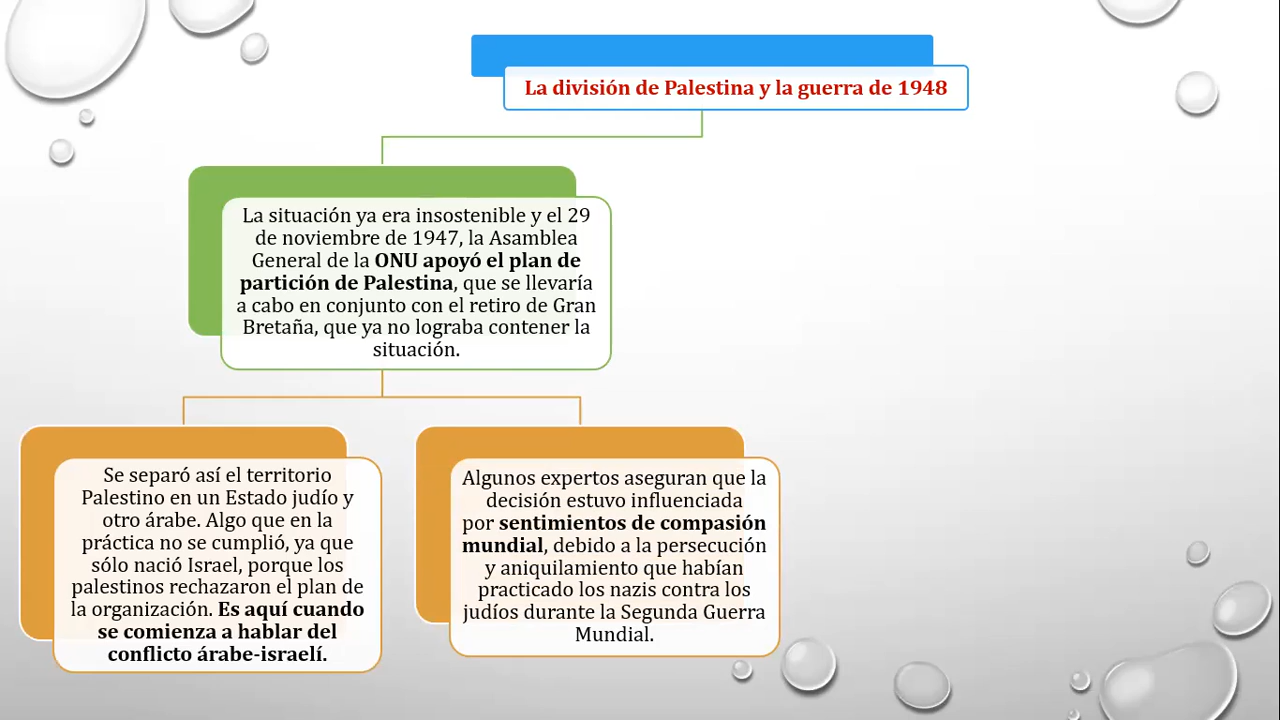 La división de Palestina y la guerra de 1948
La situación ya era insostenible y el 29
de noviembre de 1947, la Asamblea
General de la ONU apoyó el plan de
partición de Palestina, que se llevaría
a cabo en conjunto con el retiro de Gran
Bretaña, que ya no lograba contener la
situación.
Se separó así el territorio
Palestino en un Estado judío y
otro árabe. Algo que en la
práctica no se cumplió, ya que
sólo nació Israel, porque los
palestinos rechazaron el plan de
la organización. Es aquí cuando
se comienza a hablar del
conflicto árabe-israelí.
Algunos expertos aseguran que la
decisión estuvo influenciada
por sentimientos de compasión
mundial, debido a la persecución
y aniquilamiento que habían
practicado los nazis contra los
judíos durante la Segunda Guerra
Mundial.